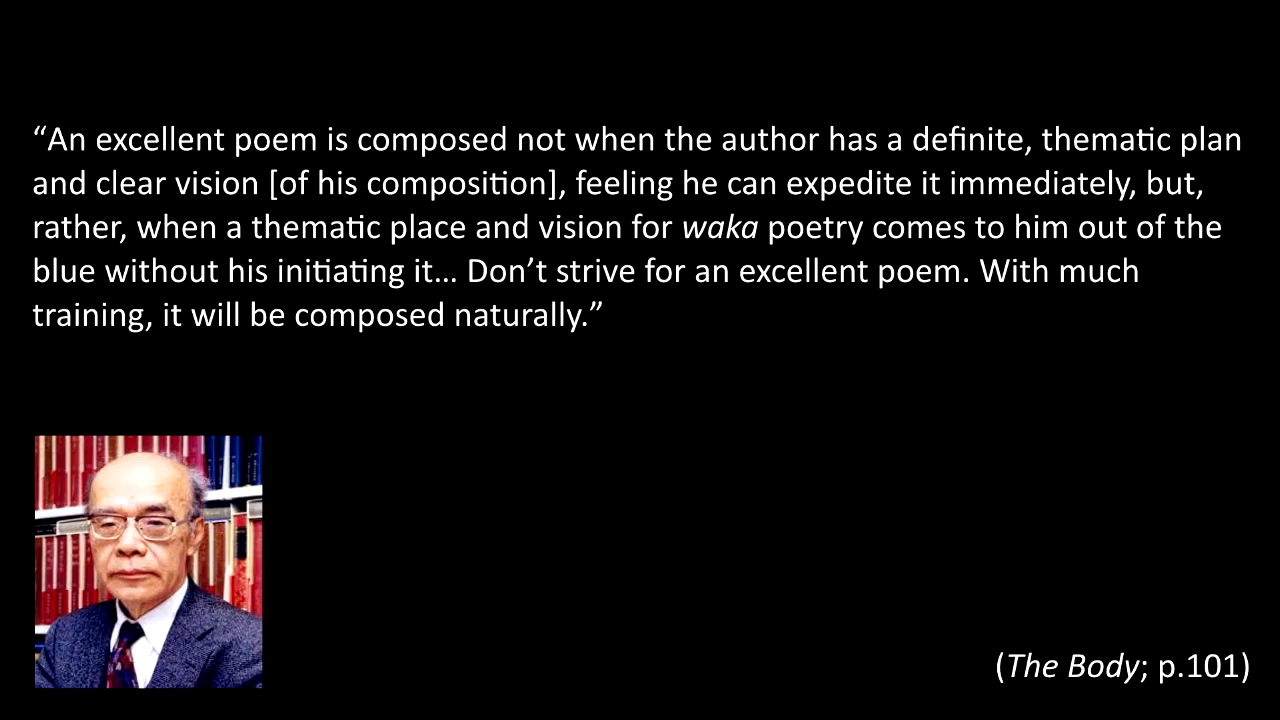 “An excellent poem is composed not when the author has a definite, thematic plan
and clear vision [of his composition], feeling he can expedite it immediately, but,
rather, when a thematic place and vision for waka poetry comes to him out of the
blue without his initiating it… Don’t strive for an excellent poem. With much
training, it will be composed naturally.”
(The Body; p.101)